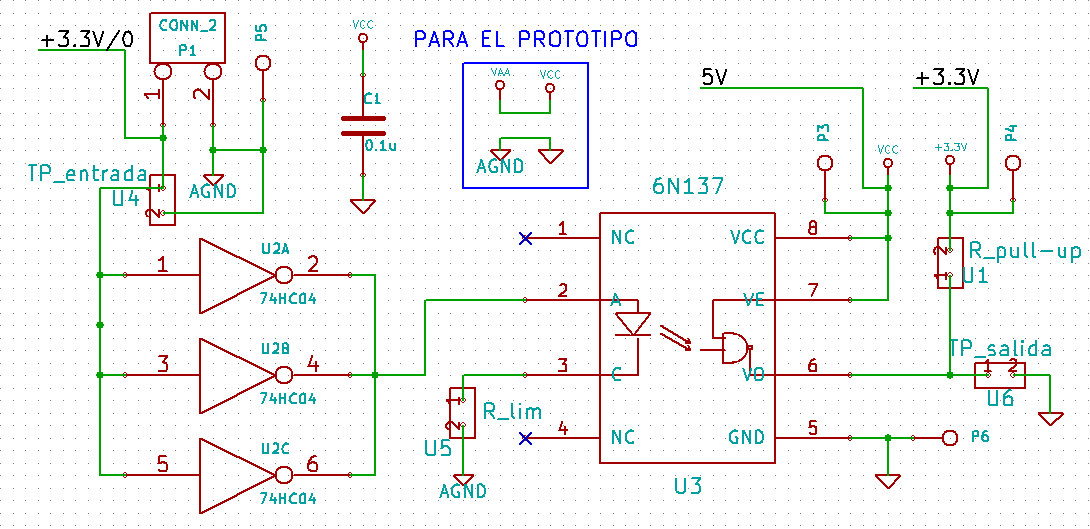 +3.3V/0
CONN_2
P1
1
2
P5
VCC
C1
0.1u
PARA EL PROTOTIPO
VAA
VCC
AGND
5V
+3.3V
P3
VCC
+3.3V
P4
TP_entrada
U4
1
2
AGND
6N137
1
NC
VCC
8
2
A
VE
7
3
C
VO
6
4
NC
GND
5
U3
R_pull-up
U1
2
1
TP_salida
1
2
U6
P6
U2A
1
2
74HC04
U2B
3
4
74HC04
U2C
5
6
74HC04
R_lim
U5
1
2
AGND